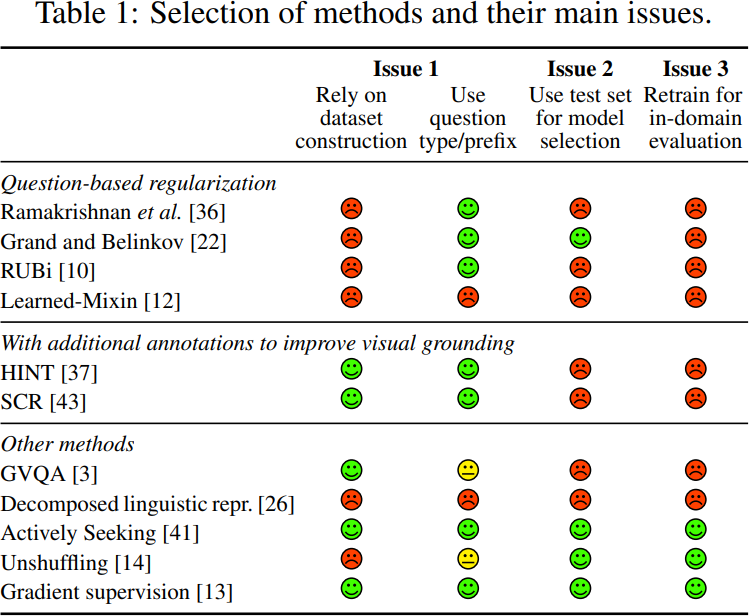 Table 1: Selection of methods and their main issues.
Issue 1 Issue 2 Issue 3
Rely on Use Use test set Retrain for
dataset question for model in-domain
construction type/prefix selection evaluation
Question-based regularization
Ramakrishnan et al. [36]
Grand and Belinkov [22]
RUBi [10]
Learned-Mixin [12]
With additional annotations to improve visual grounding
HINT [37]
SCR [43]
Other methods
GVQA [3]
Decomposed linguistic repr. [26]
Actively Seeking [41]
Unshuffling [14]
Gradient supervision [13]